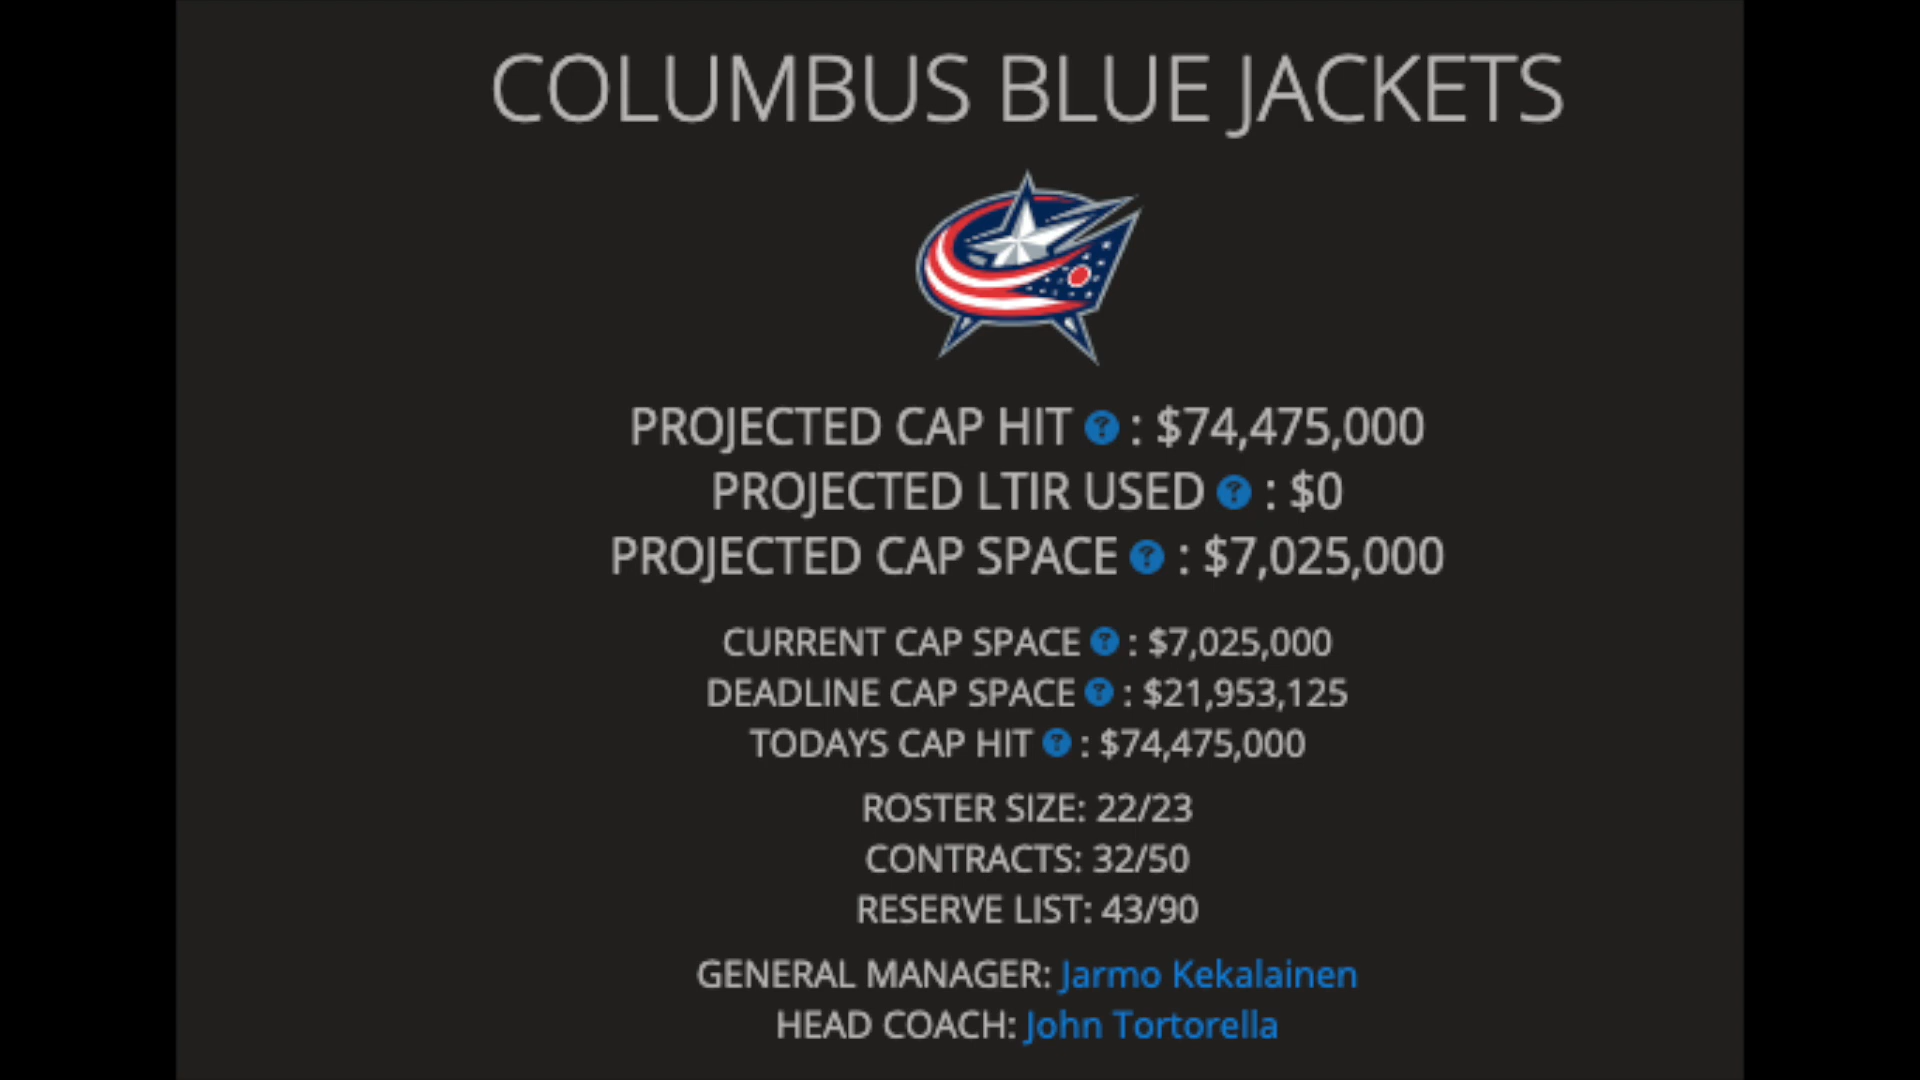 COLUMBUS BLUE JACKETS
PROJECTED CAP HIT ? : $74,475,000
PROJECTED LTIR USED ? : $0
PROJECTED CAP SPACE ? : $7,025,000
CURRENT CAP SPACE ? : $7,025,000
DEADLINE CAP SPACE ? : $21,953,125
TODAYS CAP HIT ? : $74,475,000
ROSTER SIZE: 22/23
CONTRACTS: 32/50
RESERVE LIST: 43/90
GENERAL MANAGER: Jarmo Kekalainen
HEAD COACH: John Tortorella